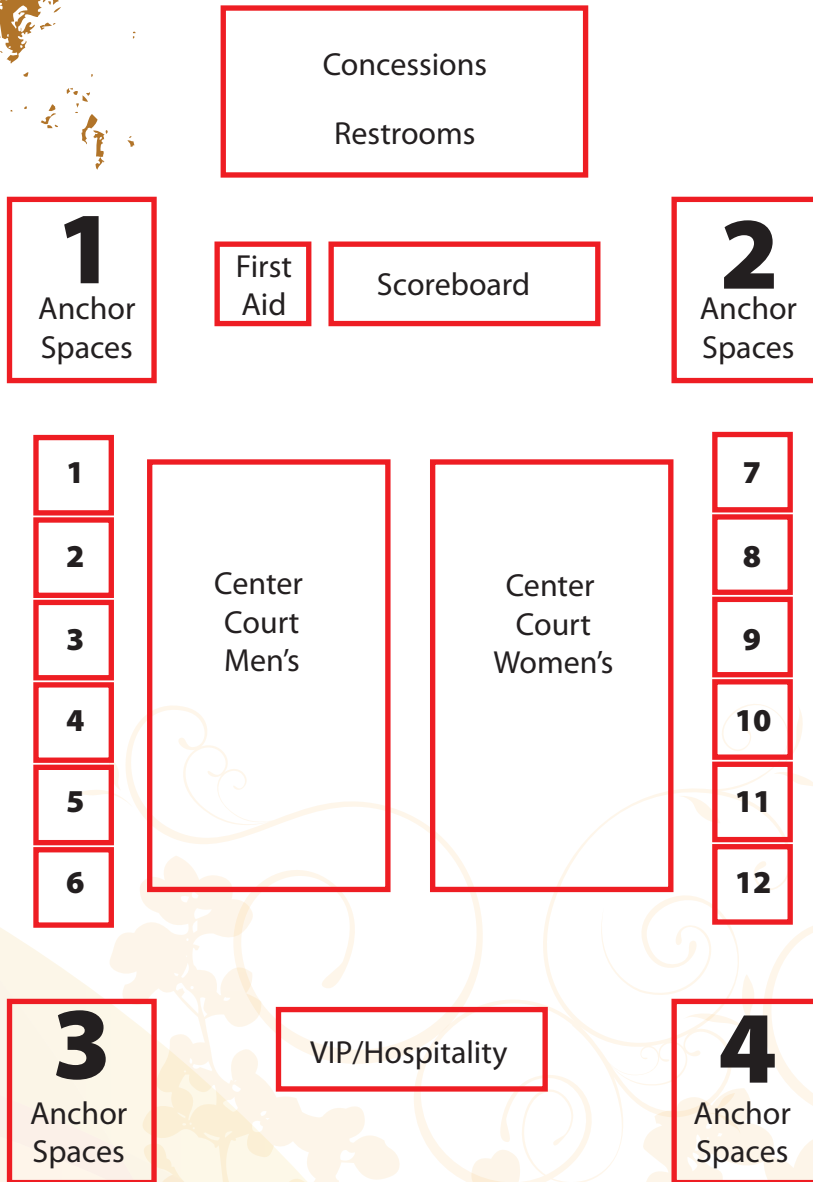 Concessions
Restrooms
1
Anchor
Spaces
First
Aid
Scoreboard
2
Anchor
Spaces
1
2
3
4
5
6
Center
Court
Men’s
Center
Court
Women’s
7
8
9
10
11
12
3
Anchor
Spaces
VIP/Hospitality
4
Anchor
Spaces